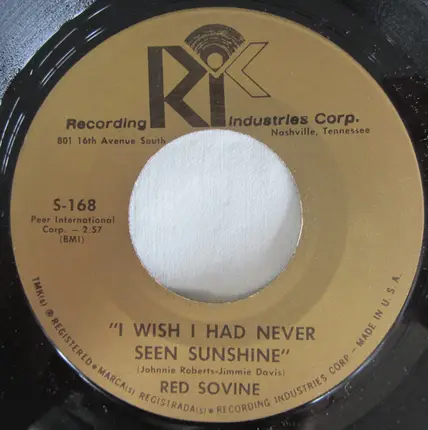 RIC
Recording Industries Corp.
801 16th Avenue South Nashville, Tennessee
S-168
Peer International
Corp. - 2:57
(BMI)
"I WISH I HAD NEVER
SEEN SUNSHINE"
(Johnnie Roberts-Jimmie Davis)
RED SOVINE
TMK(s) ® REGISTERED • MARCA(s) REGISTRADA(s) • RECORDING INDUSTRIES CORP - MADE IN U.S.A.